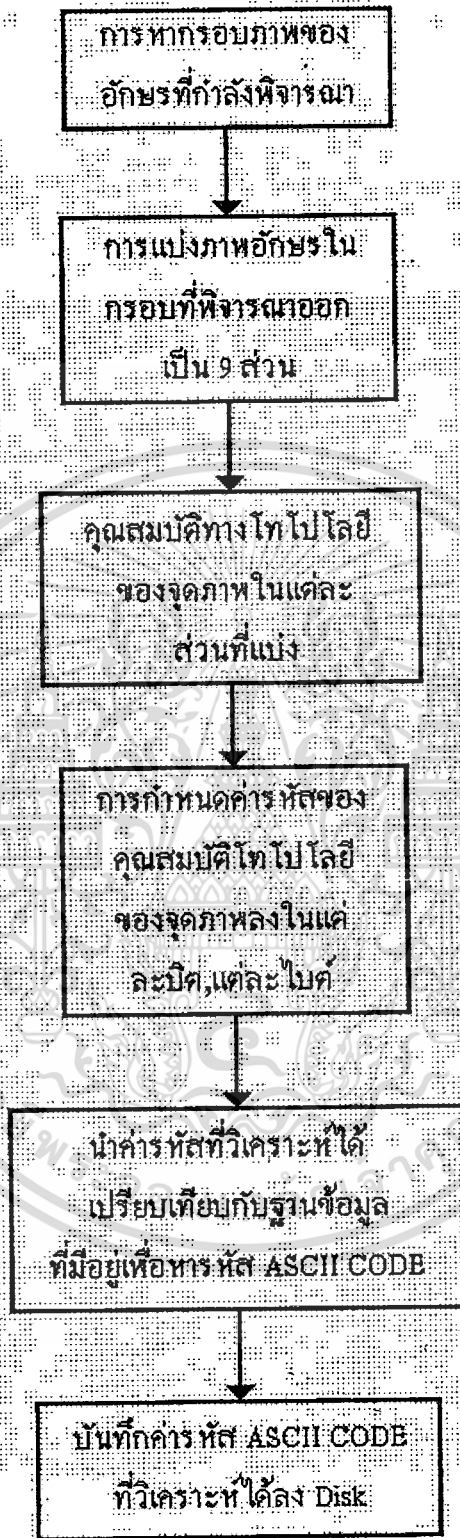 การหากรอบภาพของ
อักษรที่กำลังพิจารณา
การแบ่งภาพอักษรใน
กรอบที่พิจารณาออก
เป็น 9 ส่วน
คุณสมบัติทางโทโปโลยี
ของจุดภาพในแต่ละ
ส่วนที่แบ่ง
การกำหนดค่ารหัสของ
คุณสมบัติโทโปโลยี
ของจุดภาพลงในแต่
ละบิต,แต่ละไบต์
นำค่ารหัสที่วิเคราะห์ได้
เปรียบเทียบกับฐานข้อมูล
ที่มีอยู่เพื่อหารหัส ASCII CODE
บันทึกค่ารหัส ASCII CODE
ที่วิเคราะห์ได้ลง Disk